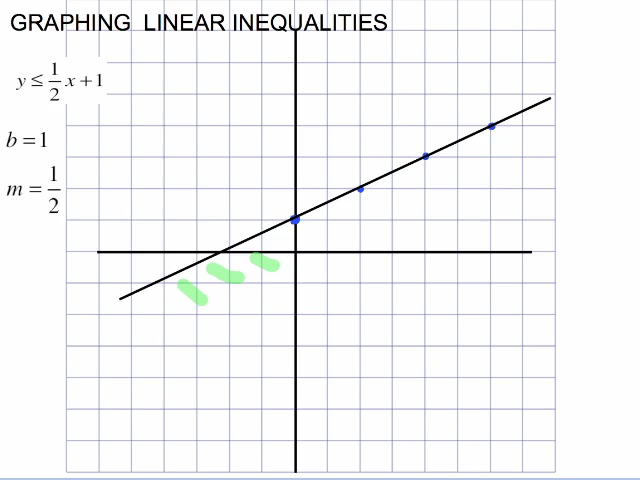 GRAPHING LINEAR INEQUALITIES
y ≤ 1/2 x + 1
b = 1
m = 1/2